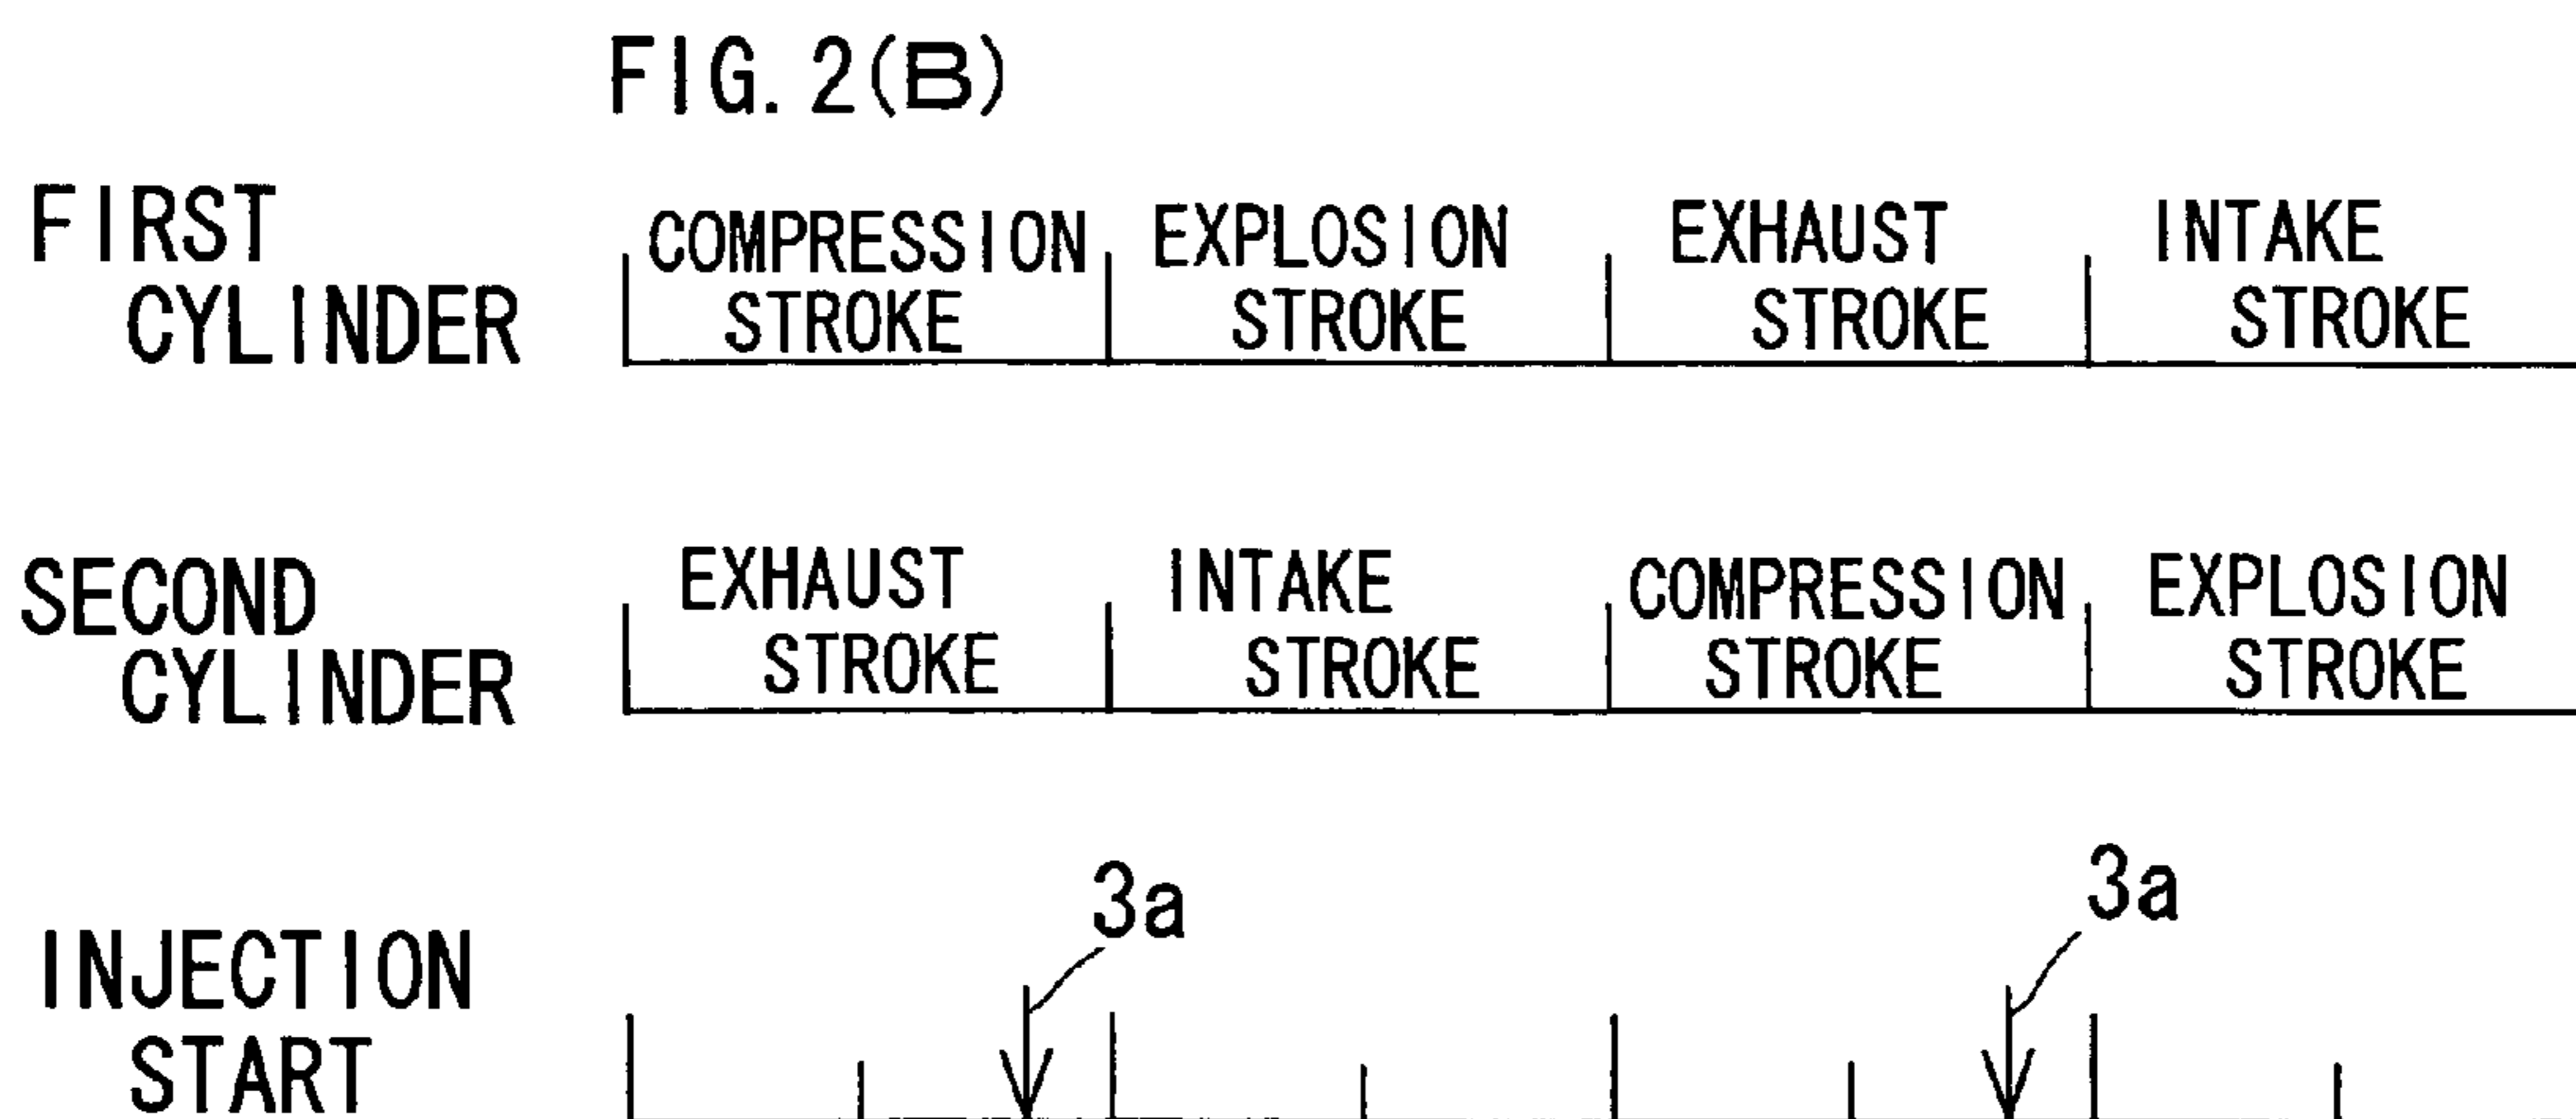 FIG. 2(B)
FIRST
CYLINDER
COMPRESSION
STROKE
EXPLOSION
STROKE
EXHAUST
STROKE
INTAKE
STROKE
SECOND
CYLINDER
EXHAUST
STROKE
INTAKE
STROKE
COMPRESSION
STROKE
EXPLOSION
STROKE
INJECTION
START
3a
3a